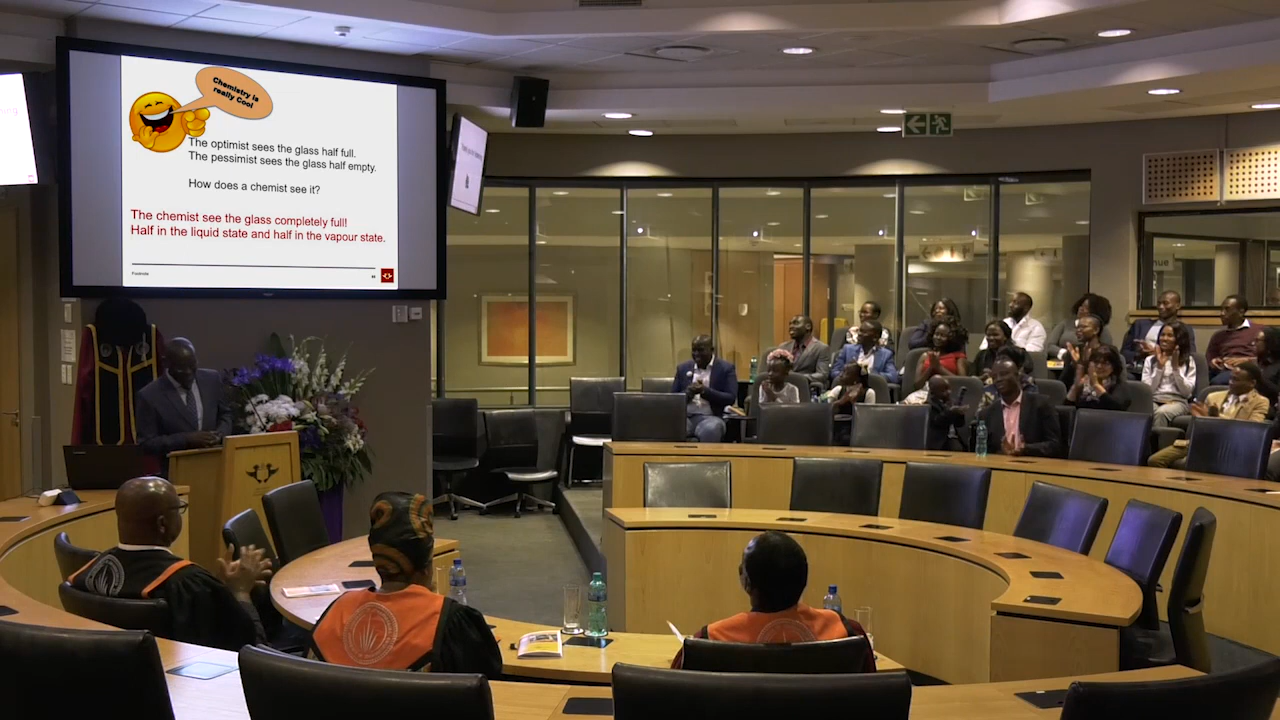 Chemistry is
really Cool
The optimist sees the glass half full.
The pessimist sees the glass half empty.
How does a chemist see it?
The chemist see the glass completely full!
Half in the liquid state and half in the vapour state.
Footnote